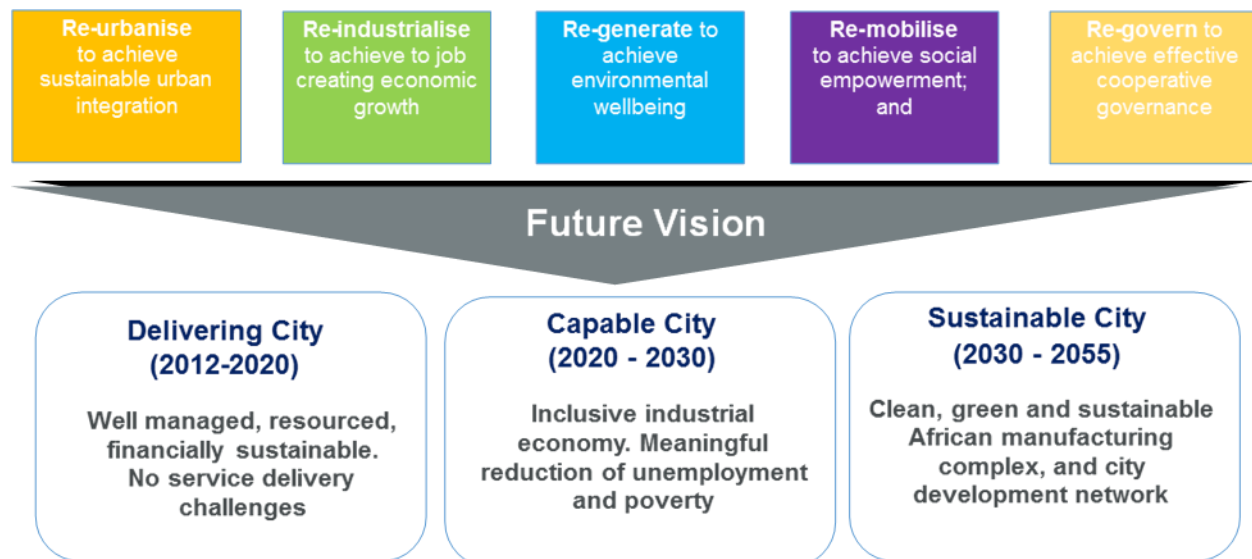 Re-urbanise
to achieve
sustainable urban
integration
Re-industrialise
to achieve to job
creating economic
growth
Re-generate to
achieve
environmental
wellbeing
Re-mobilise
to achieve social
empowerment;
and
Re-govern to
achieve effective
cooperative
governance
Future Vision
Delivering City
(2012-2020)
Well managed, resourced,
financially sustainable.
No service delivery
challenges
Capable City
(2020 - 2030)
Inclusive industrial
economy. Meaningful
reduction of unemployment
and poverty
Sustainable City
(2030 - 2055)
Clean, green and sustainable
African manufacturing
complex, and city
development network